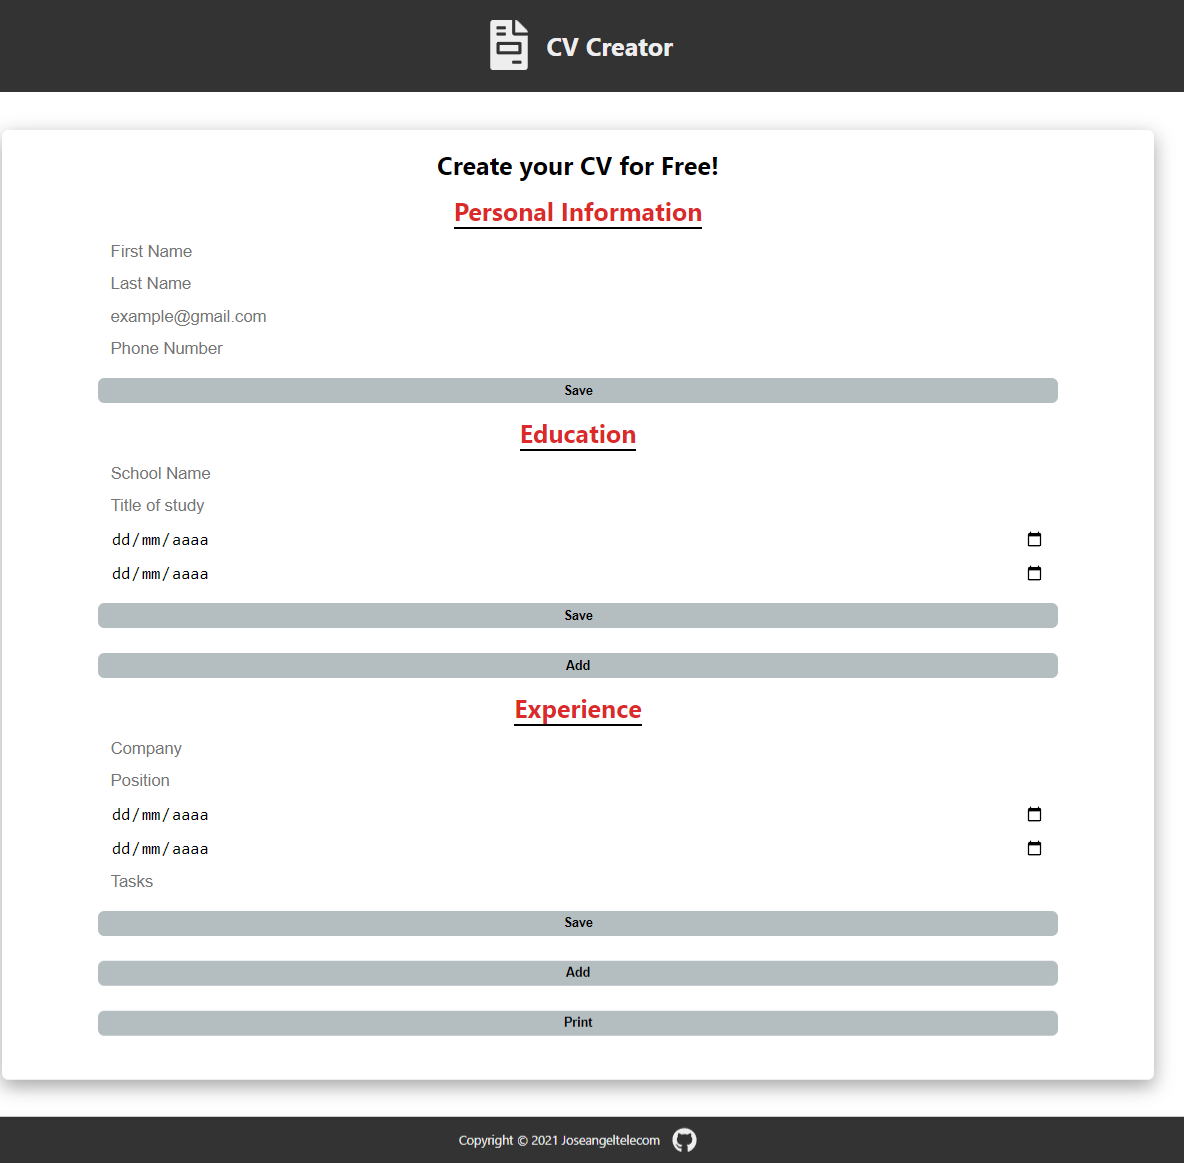 CV Creator
Create your CV for Free!
Personal Information
First Name
Last Name
example@gmail.com
Phone Number
Save
Education
School Name
Title of study
dd/mm/aaaa
dd/mm/aaaa
Save
Add
Experience
Company
Position
dd/mm/aaaa
dd/mm/aaaa
Tasks
Save
Add
Print
Copyright © 2021 Joseangeltelecom